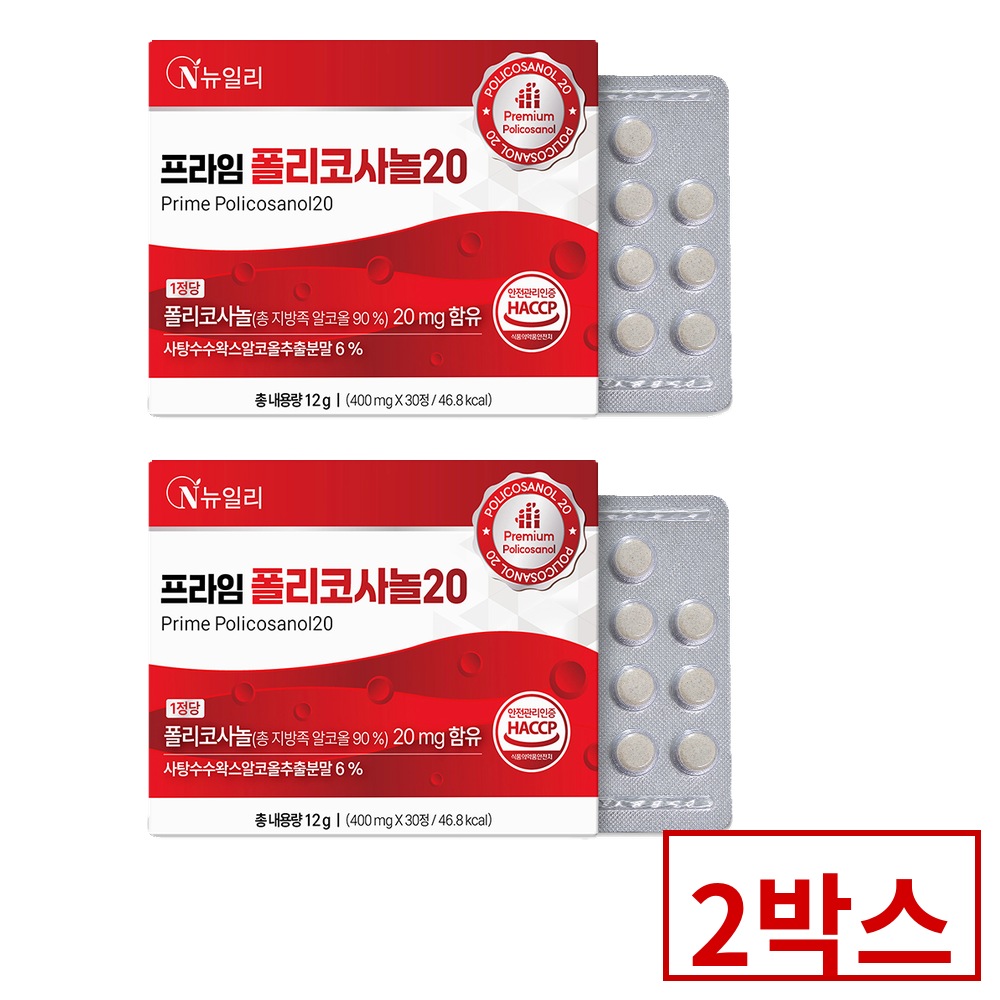 N뉴일리
POLICOSANOL 20
Premium
Policosanol
POLICOSANOL 20
프라임 폴리코사놀20
Prime Policosanol20
1정당
폴리코사놀(총 지방족 알코올 90 %) 20 mg 함유
사탕수수왁스알코올추출분말 6 %
안전관리인증
HACCP
식품의약품안전처
총 내용량 12 g | (400 mg X 30정 / 46.8 kcal)
N뉴일리
POLICOSANOL 20
Premium
Policosanol
POLICOSANOL 20
프라임 폴리코사놀20
Prime Policosanol20
1정당
폴리코사놀(총 지방족 알코올 90 %) 20 mg 함유
사탕수수왁스알코올추출분말 6 %
안전관리인증
HACCP
식품의약품안전처
총 내용량 12 g | (400 mg X 30정 / 46.8 kcal)
2박스